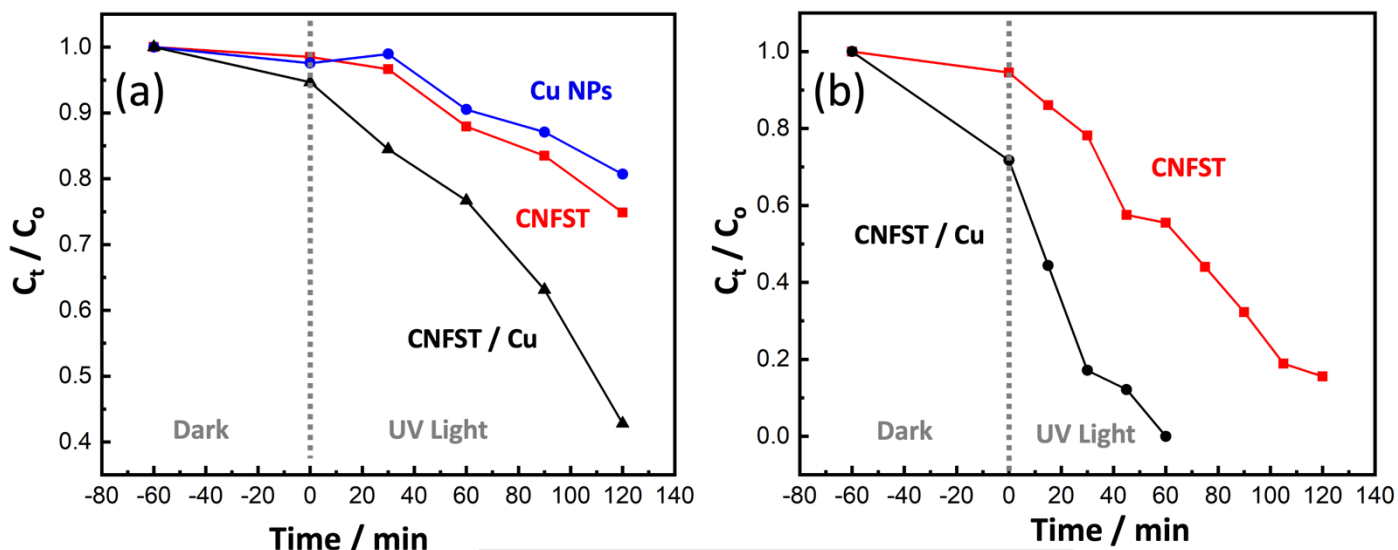 (a)
Cu NPs
CNFST
CNFST / Cu
Dark
UV Light
1.0
0.9
0.8
0.7
0.6
0.5
0.4
-80 -60 -40 -20 0 20 40 60 80 100 120 140
Time / min
Ct / Co
(b)
CNFST
CNFST / Cu
Dark
UV Light
1.0
0.8
0.6
0.4
0.2
0.0
-80 -60 -40 -20 0 20 40 60 80 100 120 140
Time / min
Ct / Co